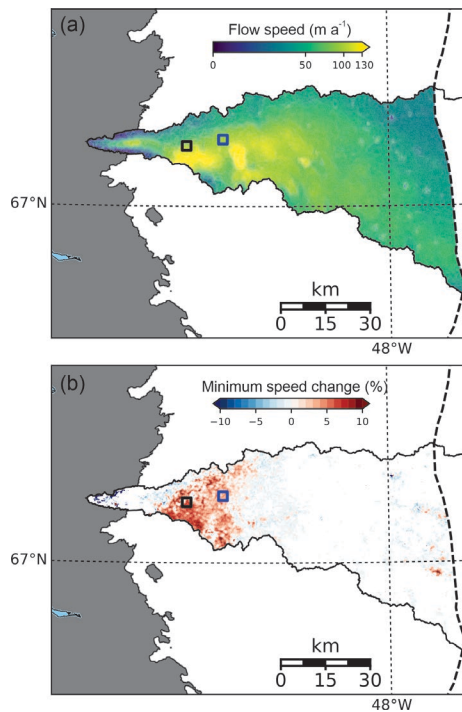 (a)
Flow speed (m a⁻¹)
0 50 100 130
67°N
km
0 15 30
48°W
(b)
Minimum speed change (%)
−10 −5 0 5 10
67°N
km
0 15 30
48°W